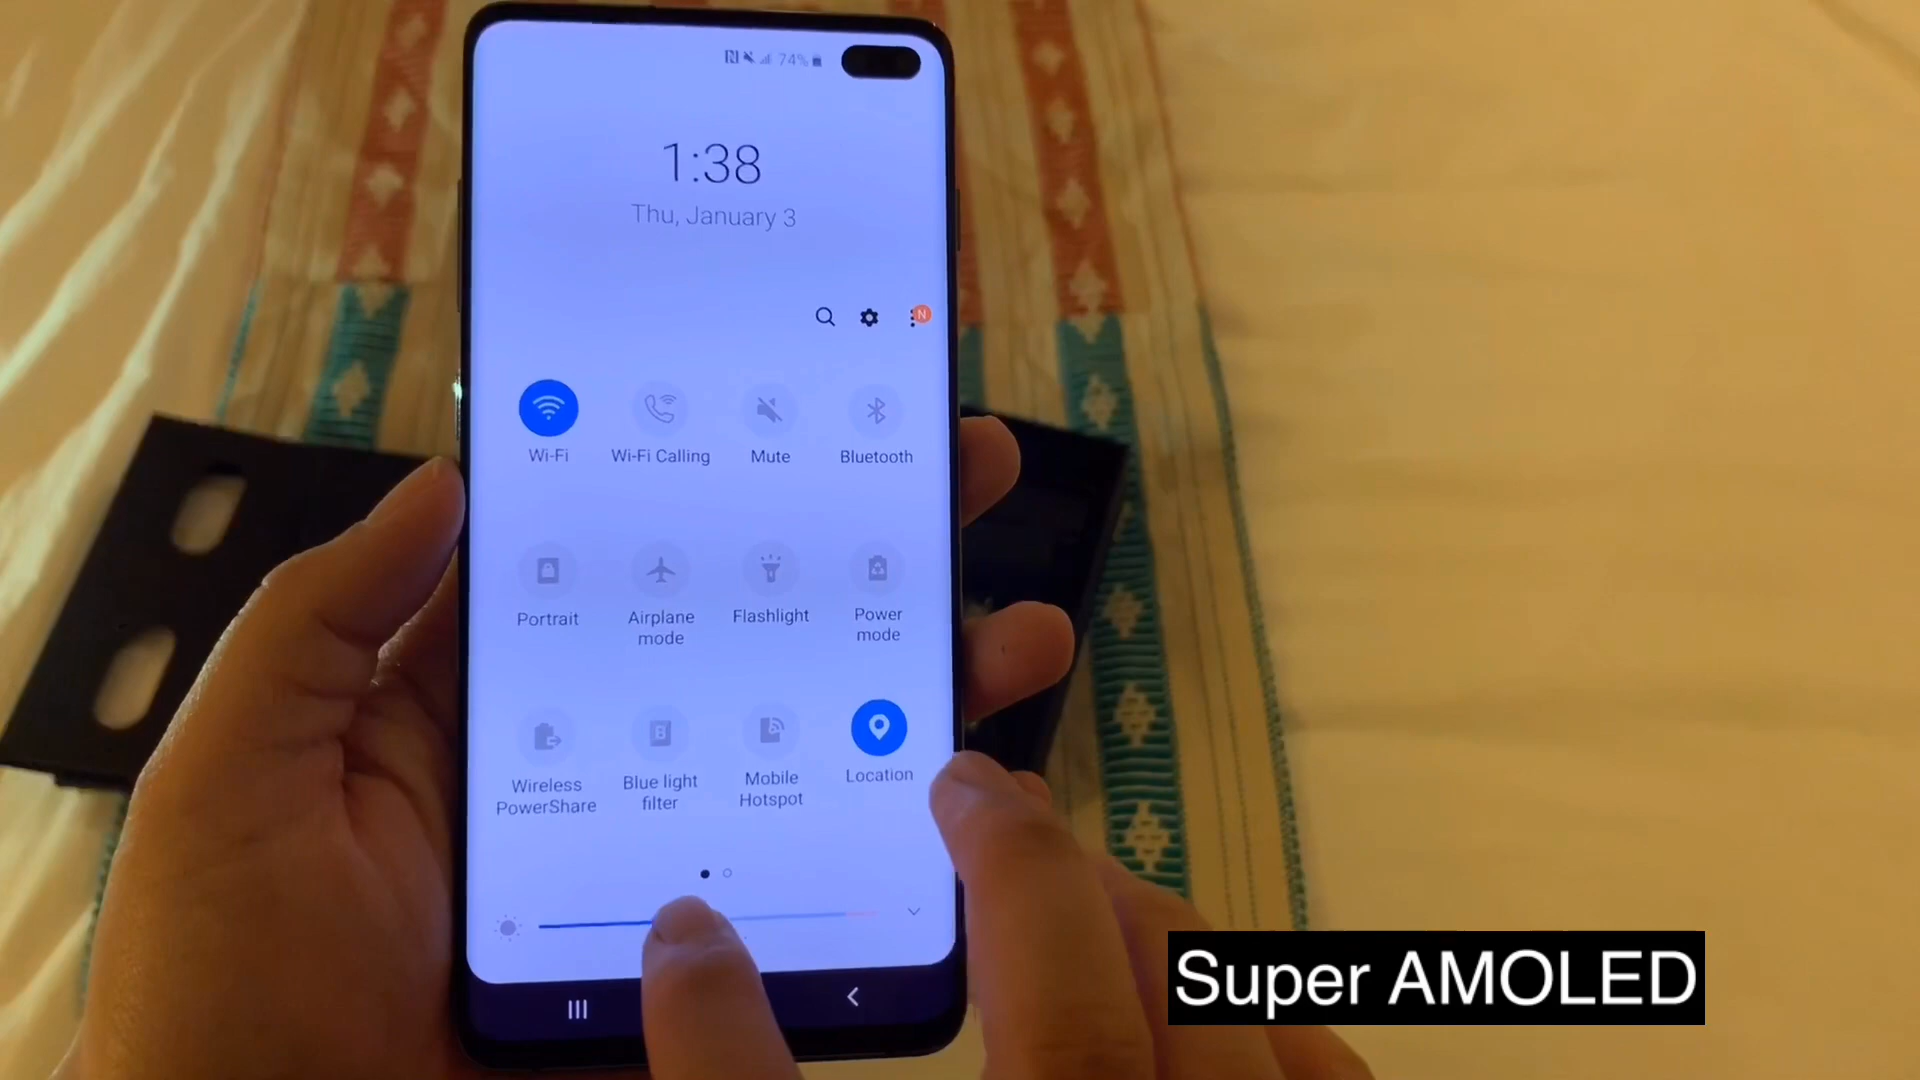 74%
1:38
Thu, January 3
N
Wi-Fi
Wi-Fi Calling
Mute
Bluetooth
Portrait
Airplane
mode
Flashlight
Power
mode
Wireless
PowerShare
Blue light
filter
Mobile
Hotspot
Location
Super AMOLED